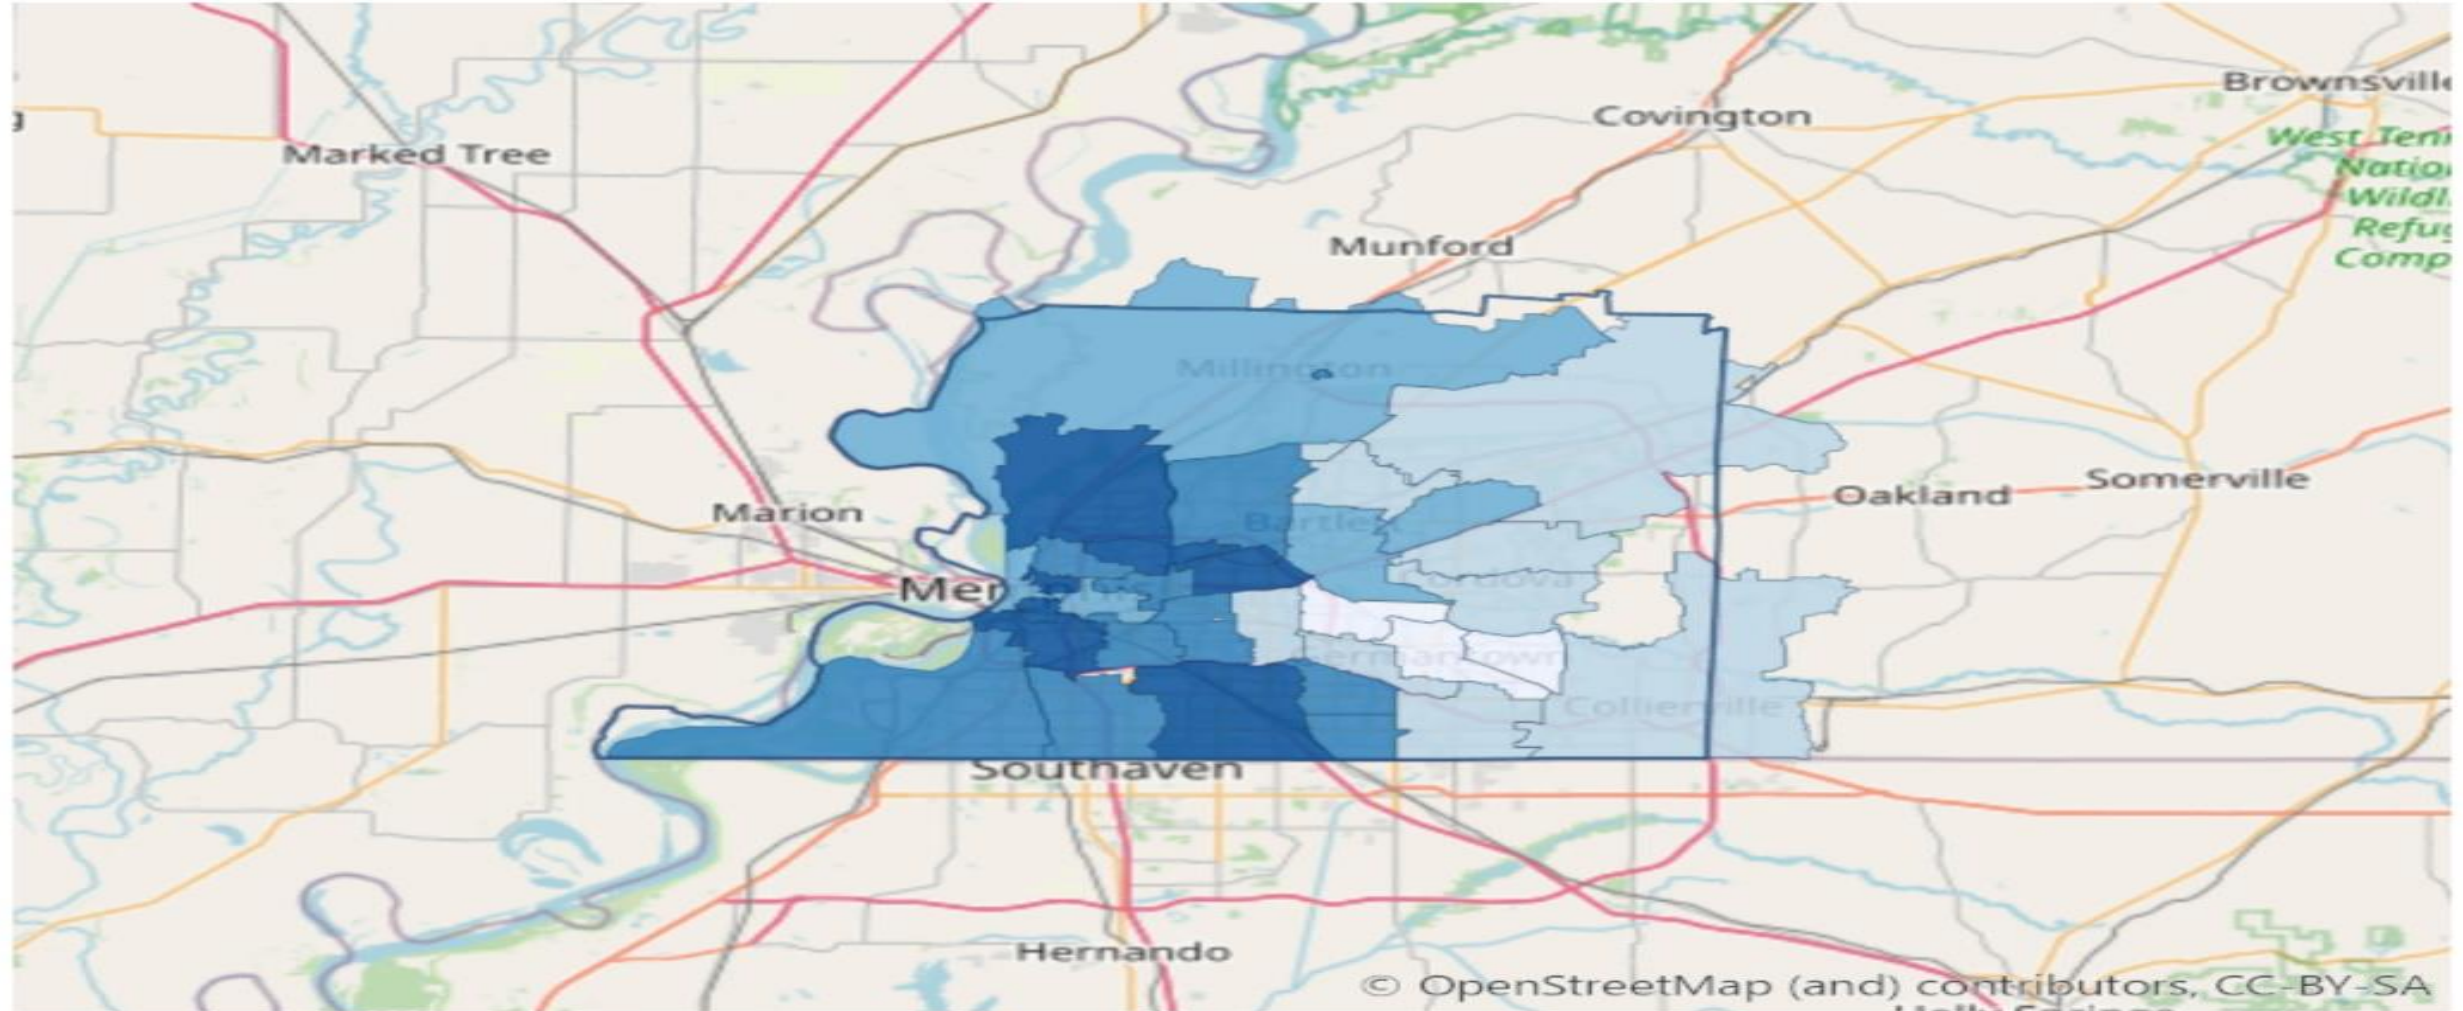 Brownsville
Covington
West Tenn
Marked Tree
Natio
Wildl
Refug
Munford
Comp
Millington
Somerville
Oakland
Marion
Bartlett
Cordova
Mer
Germantown
Collierville
Southaven
Hernando
© OpenStreetMap (and) contributors, CC-BY-SA